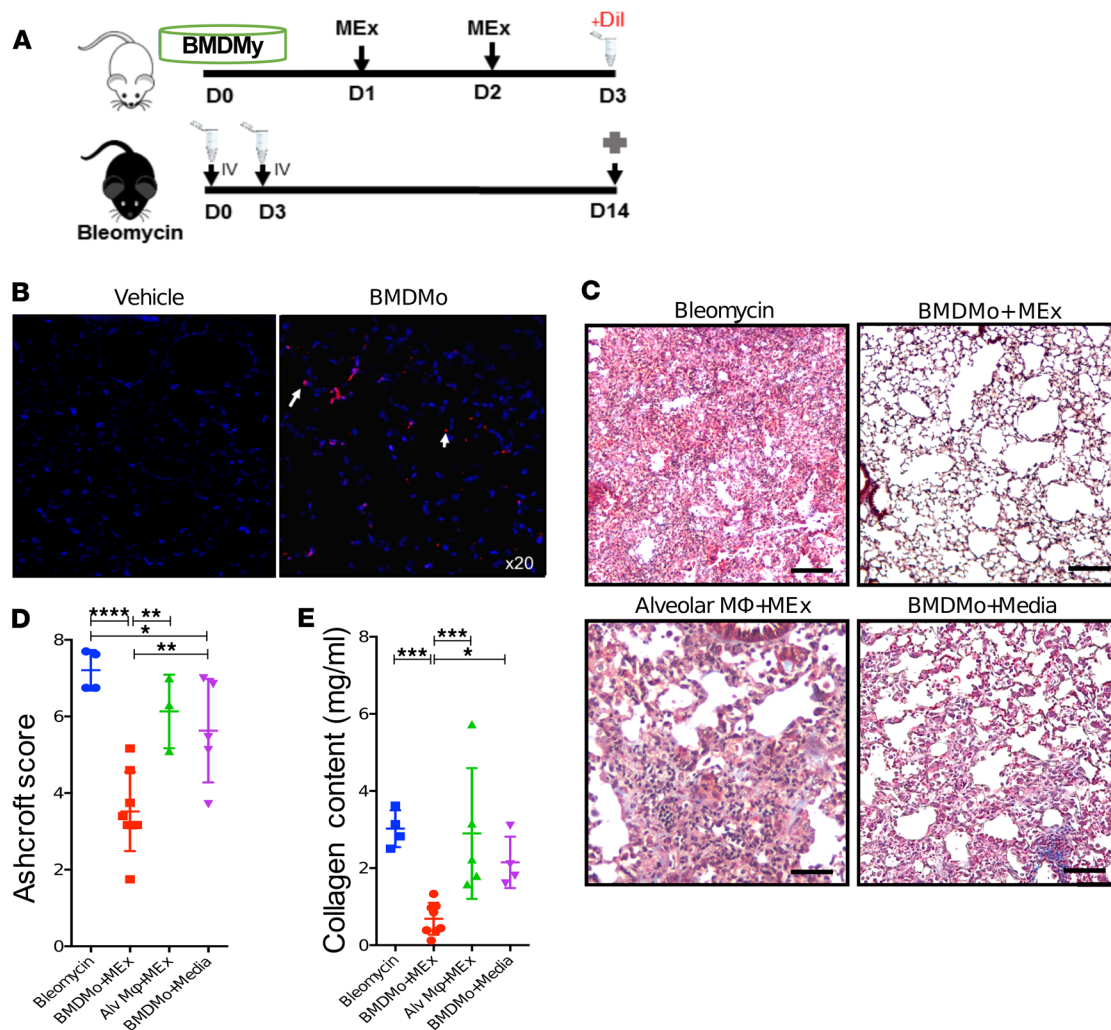 A
BMDMy
MEx
MEx
+Dil
D0
D1
D2
D3
IV
IV
D0
D3
D14
Bleomycin
B
Vehicle
BMDMo
x20
C
Bleomycin
BMDMo+MEx
Alveolar MΦ+MEx
BMDMo+Media
D
****
**
*
**
8
6
4
2
0
Ashcroft score
Bleomycin
BMDMo+MEx
Alv Mφ+MEx
BMDMo+Media
E
***
***
*
8
6
4
2
0
Collagen content (mg/ml)
Bleomycin
BMDMo+MEx
Alv Mφ+MEx
BMDMo+Media